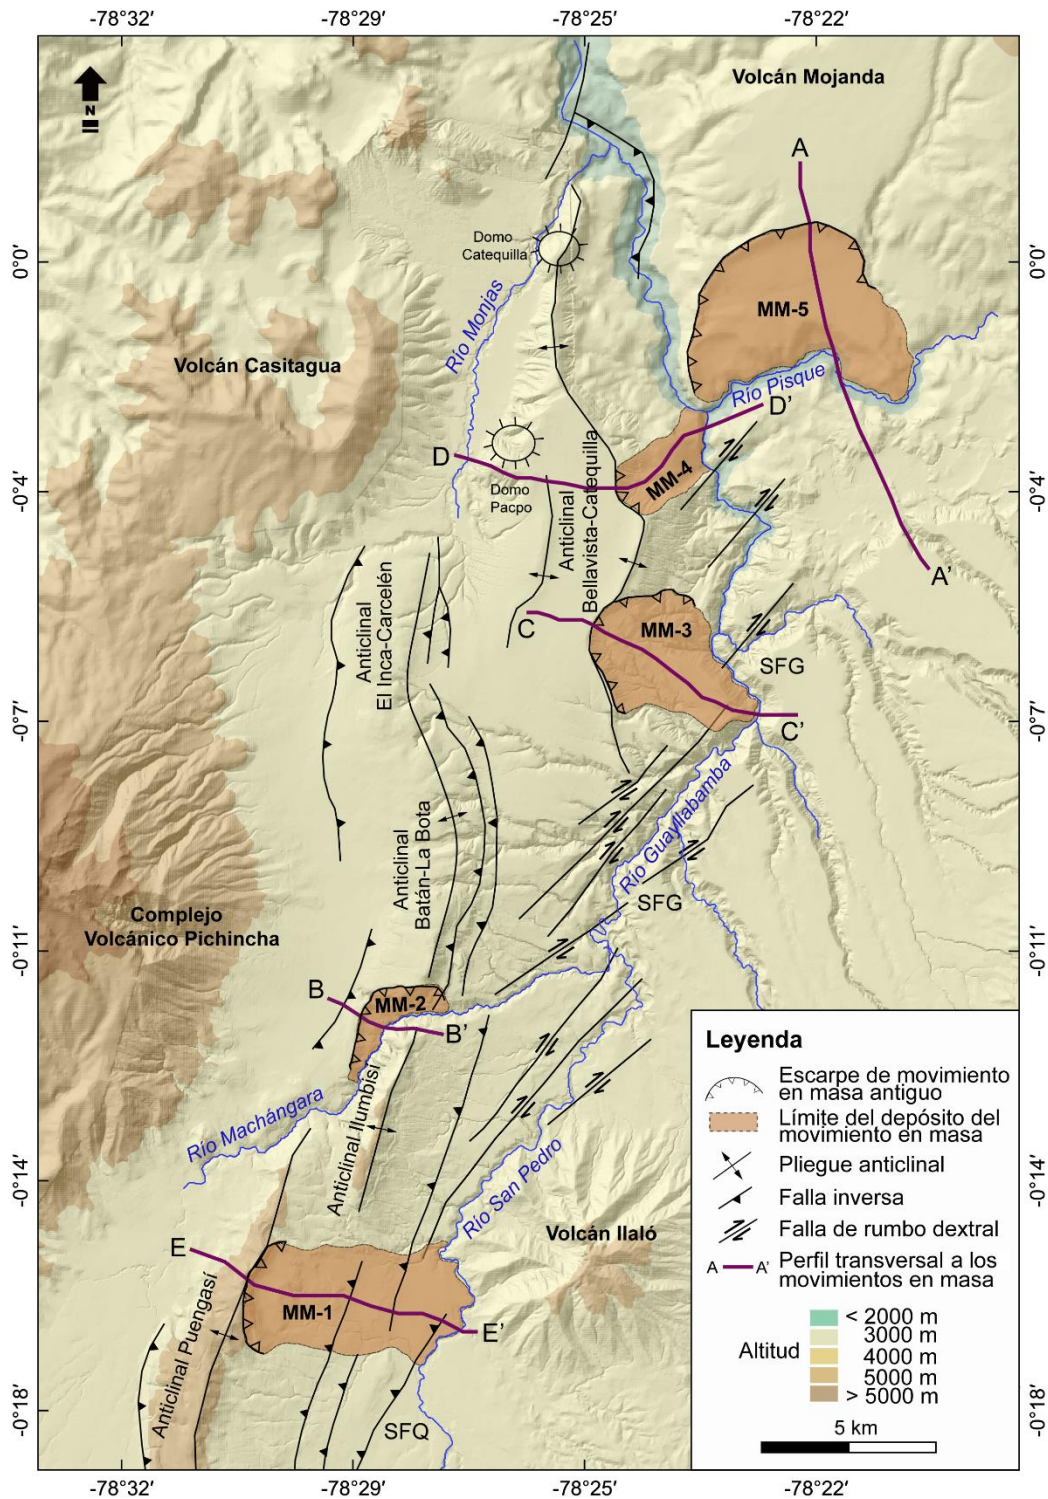 -78°32'
-78°29'
-78°25'
-78°22'
N
Volcán Mojanda
A
Domo
Catequilla
0°0'
0°0'
MM-5
Río Monjas
Volcán Casitagua
Río Pisque
D'
D
MM-4
-0°4'
-0°4'
Domo
Pacpo
Anticlinal
Bellavista-Catequilla
A'
Anticlinal
El Inca-Carcelén
C
MM-3
SFG
-0°7'
-0°7'
C'
Río Guayllabamba
Anticlinal
Batán-La Bota
SFG
Complejo
Volcánico Pichincha
-0°11'
-0°11'
B
MM-2
B'
Río Machángara
Anticlinal Ilumbisí
Río San Pedro
-0°14'
-0°14'
Volcán Ilaló
E
MM-1
E'
Anticlinal Puengasí
SFQ
-0°18'
-0°18'
Leyenda
Escarpe de movimiento
en masa antiguo
Límite del depósito del
movimiento en masa
Pliegue anticlinal
Falla inversa
Falla de rumbo dextral
A A' Perfil transversal a los
movimientos en masa
Altitud
< 2000 m
3000 m
4000 m
5000 m
> 5000 m
5 km
-78°32'
-78°29'
-78°25'
-78°22'